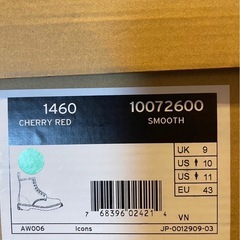 1460 10072600
CHERRY RED SMOOTH
UK 9
US 10
US 11
EU 43
7 68396 02421 4
VN
AW006 Icons JP-0012909-03